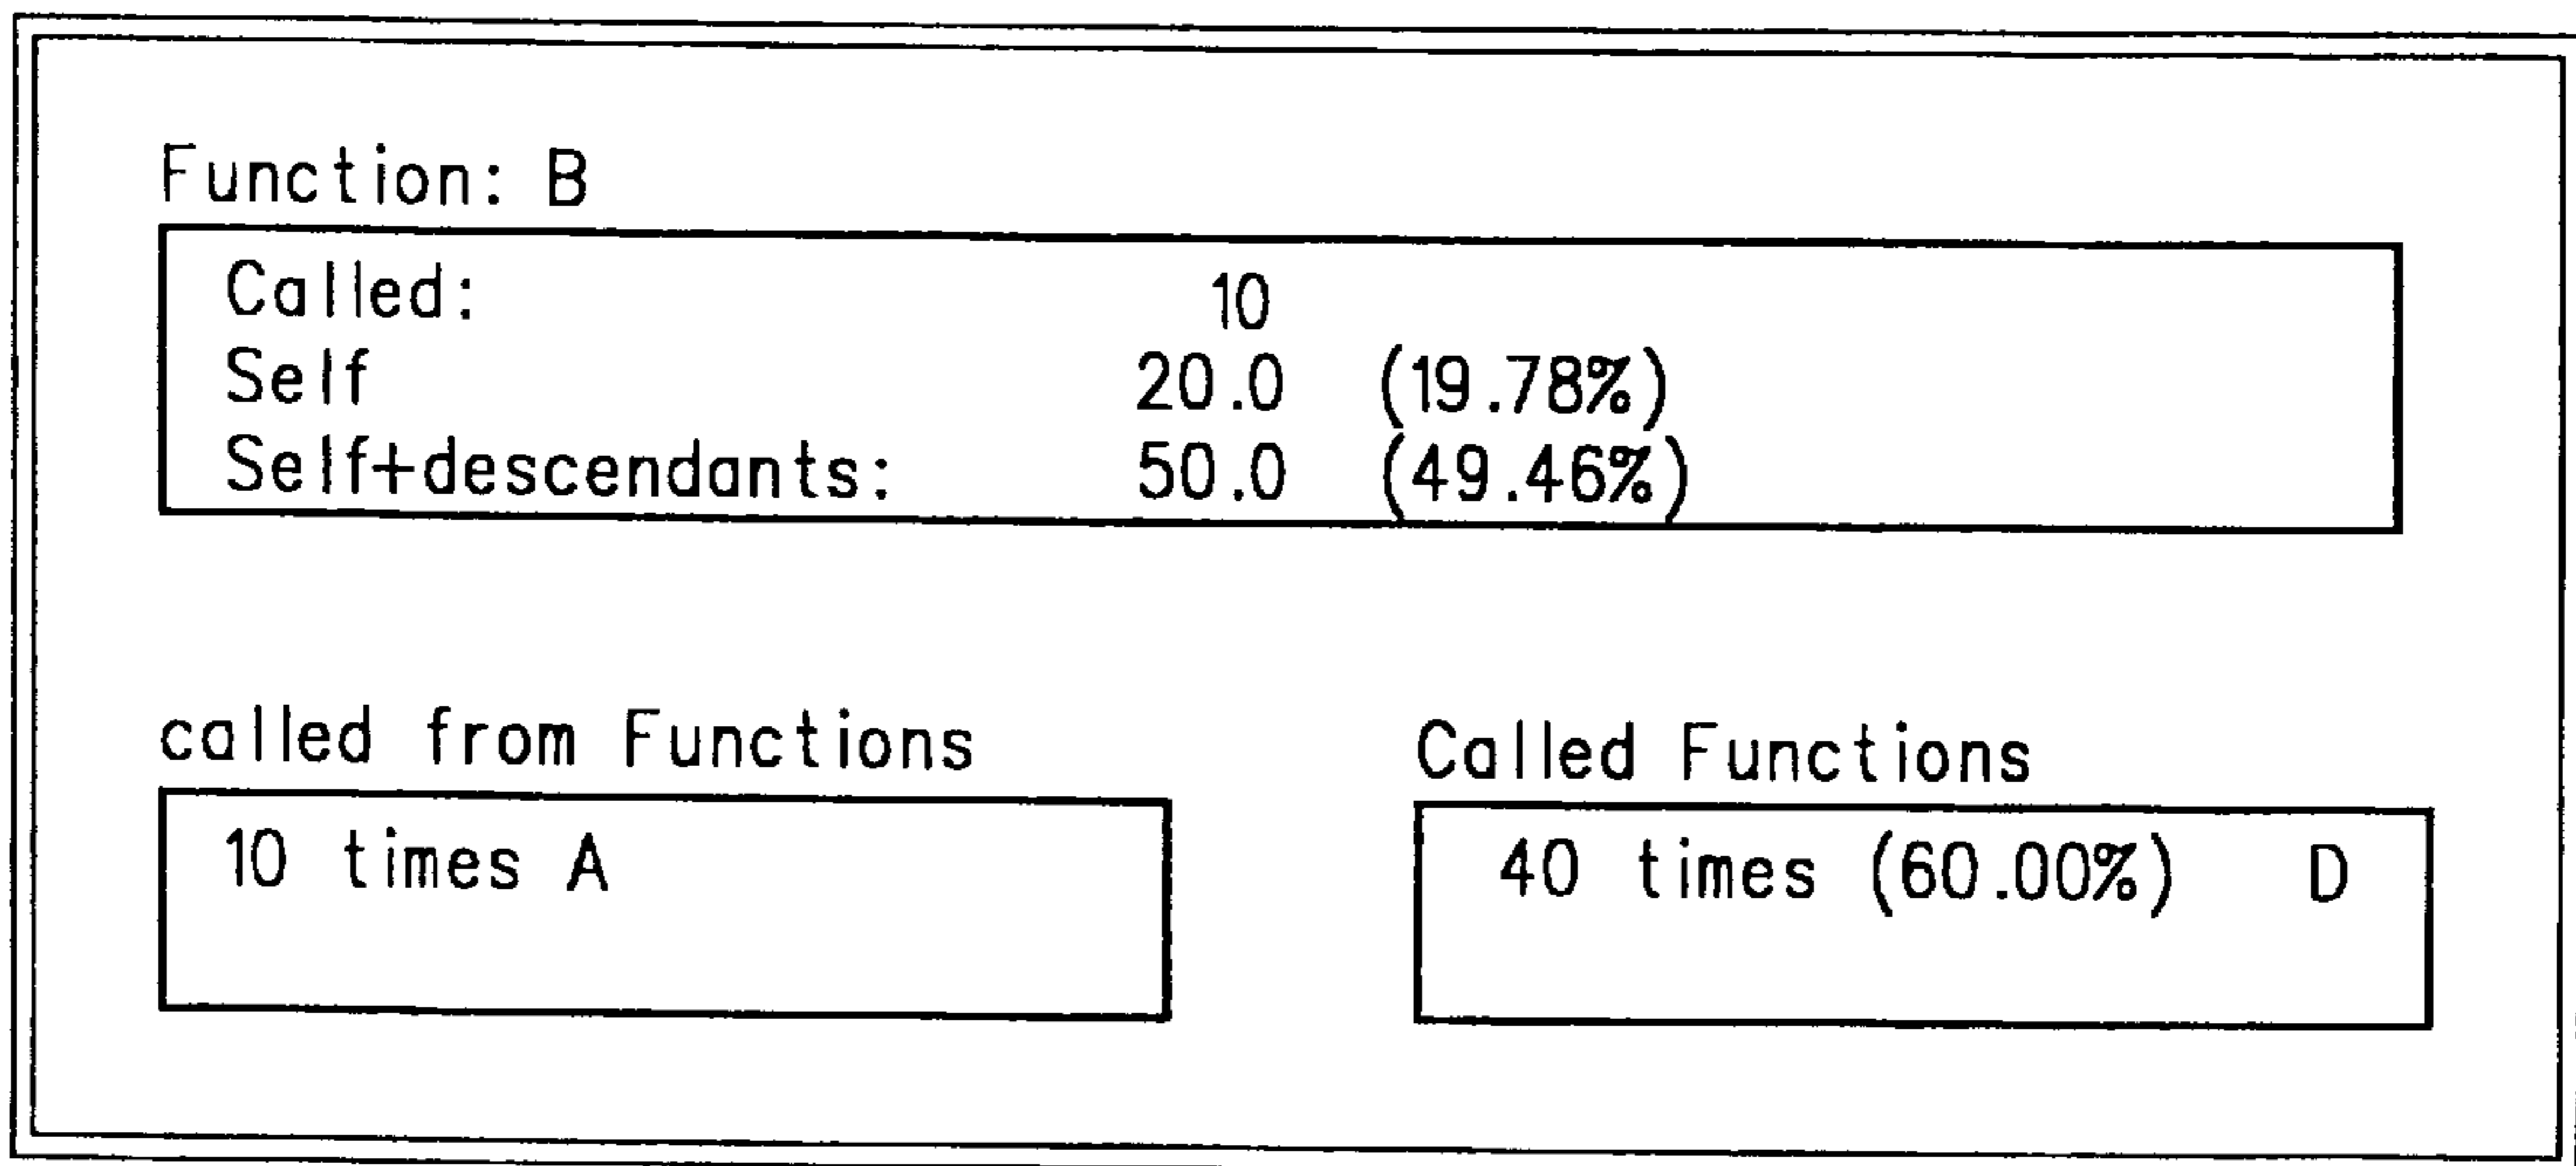 Function: B
Called: 10
Self 20.0 (19.78%)
Self+descendants: 50.0 (49.46%)
called from Functions
10 times A
Called Functions
40 times (60.00%) D